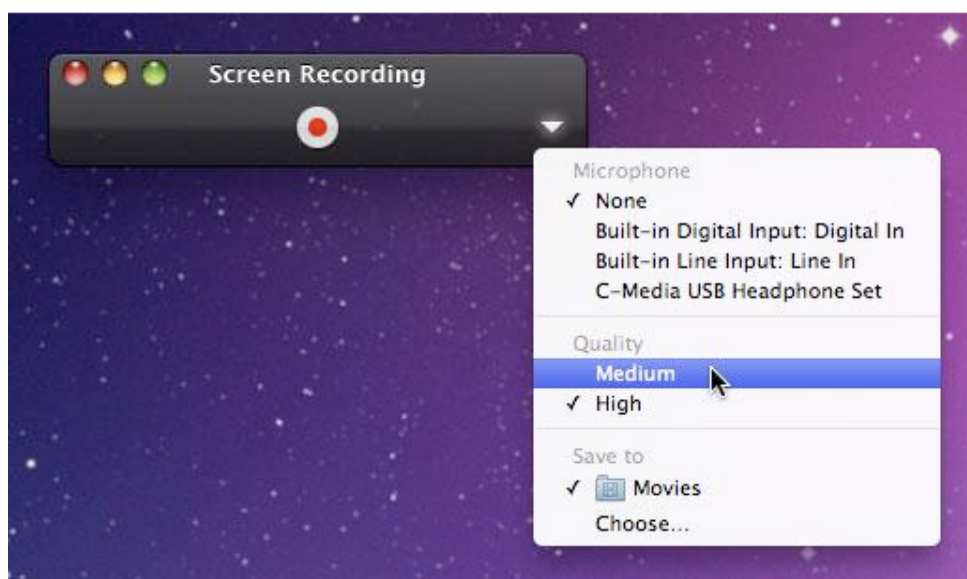 Screen Recording
Microphone
✓ None
Built-in Digital Input: Digital In
Built-in Line Input: Line In
C-Media USB Headphone Set
Quality
Medium
✓ High
Save to
✓ Movies
Choose...